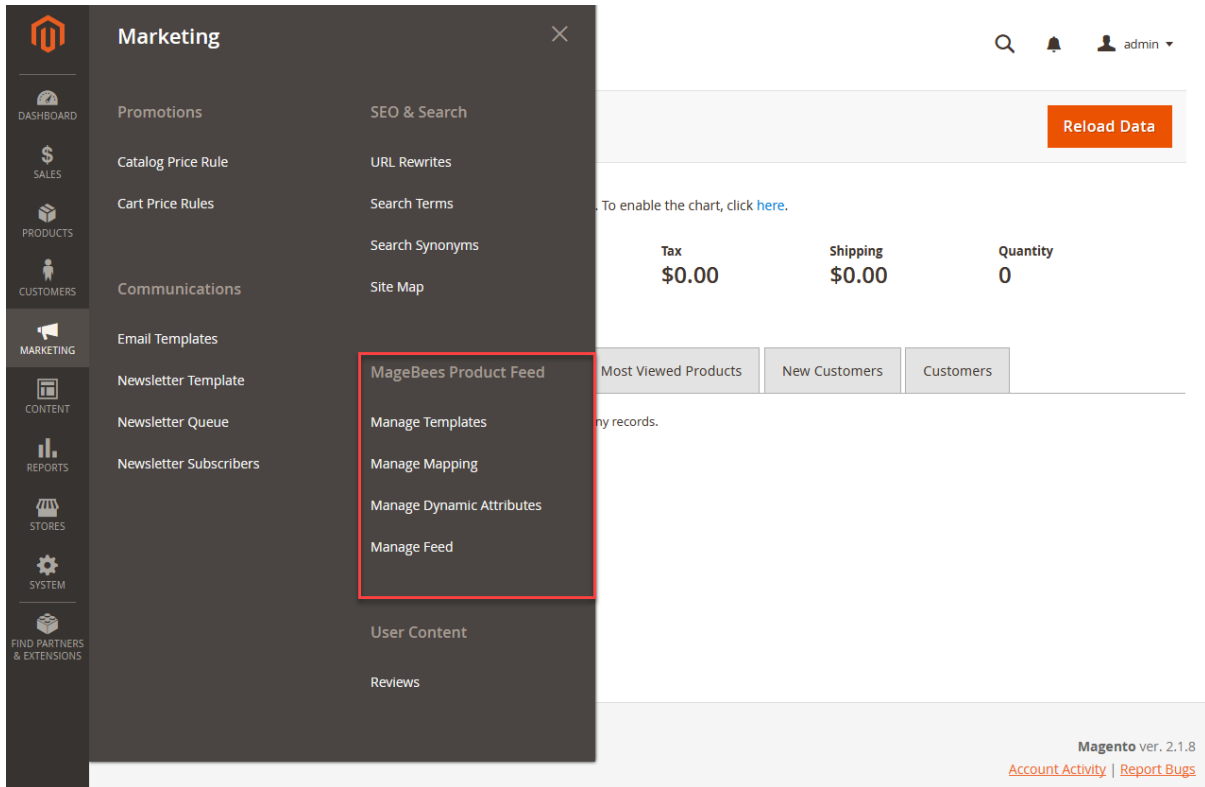 DASHBOARD
SALES
PRODUCTS
CUSTOMERS
MARKETING
CONTENT
REPORTS
STORES
SYSTEM
FIND PARTNERS
& EXTENSIONS
Marketing
Promotions
Catalog Price Rule
Cart Price Rules
Communications
Email Templates
Newsletter Template
Newsletter Queue
Newsletter Subscribers
SEO & Search
URL Rewrites
Search Terms
Search Synonyms
Site Map
MageBees Product Feed
Manage Templates
Manage Mapping
Manage Dynamic Attributes
Manage Feed
User Content
Reviews
admin
Reload Data
. To enable the chart, click here.
Tax Shipping Quantity
$0.00 $0.00 0
Most Viewed Products New Customers Customers
ny records.
Magento ver. 2.1.8
Account Activity | Report Bugs